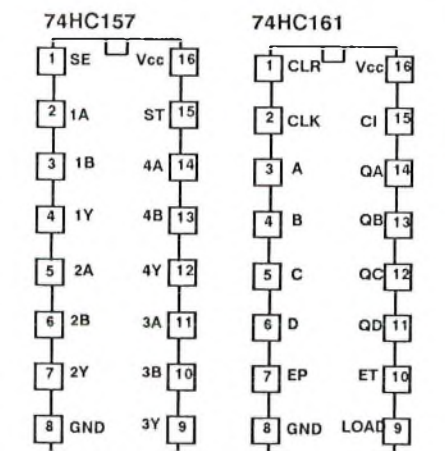 74HC157 74HC161
1 SE Vcc 16 1 CLR Vcc 16
2 1A ST 15 2 CLK CI 15
3 1B 4A 14 3 A QA 14
4 1Y 4B 13 4 B QB 13
5 2A 4Y 12 5 C QC 12
6 2B 3A 11 6 D QD 11
7 2Y 3B 10 7 EP ET 10
8 GND 3Y 9 8 GND LOAD 9